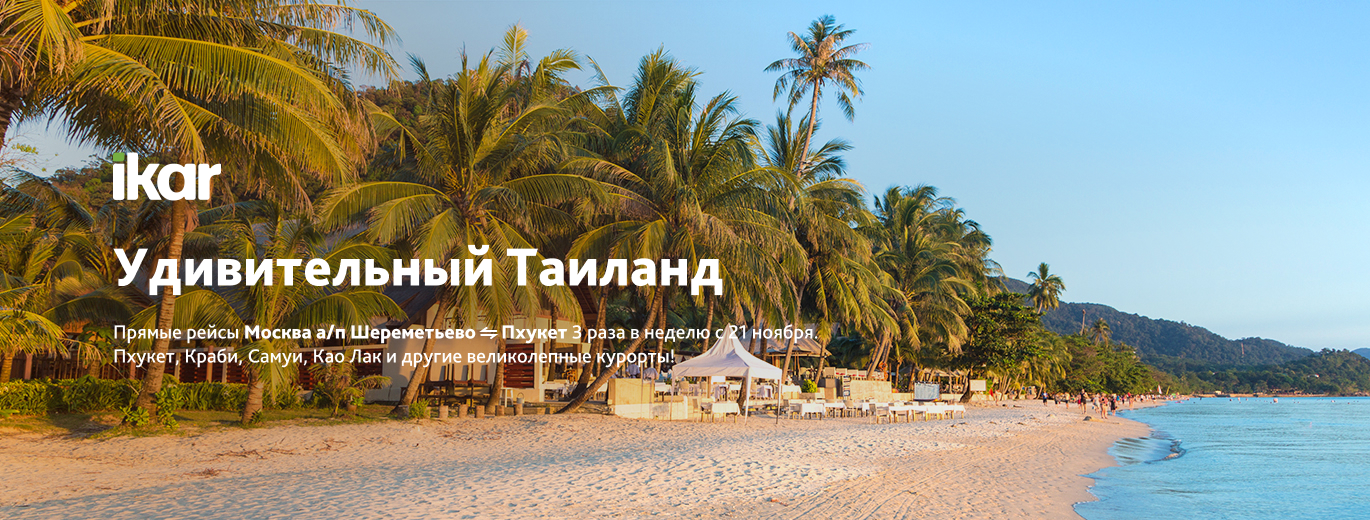 ikar
Удивительный Таиланд
Прямые рейсы Москва а/п Шереметьево ⇋ Пхукет 3 раза в неделю с 21 ноября.
Пхукет, Краби, Самуи, Као Лак и другие великолепные курорты!